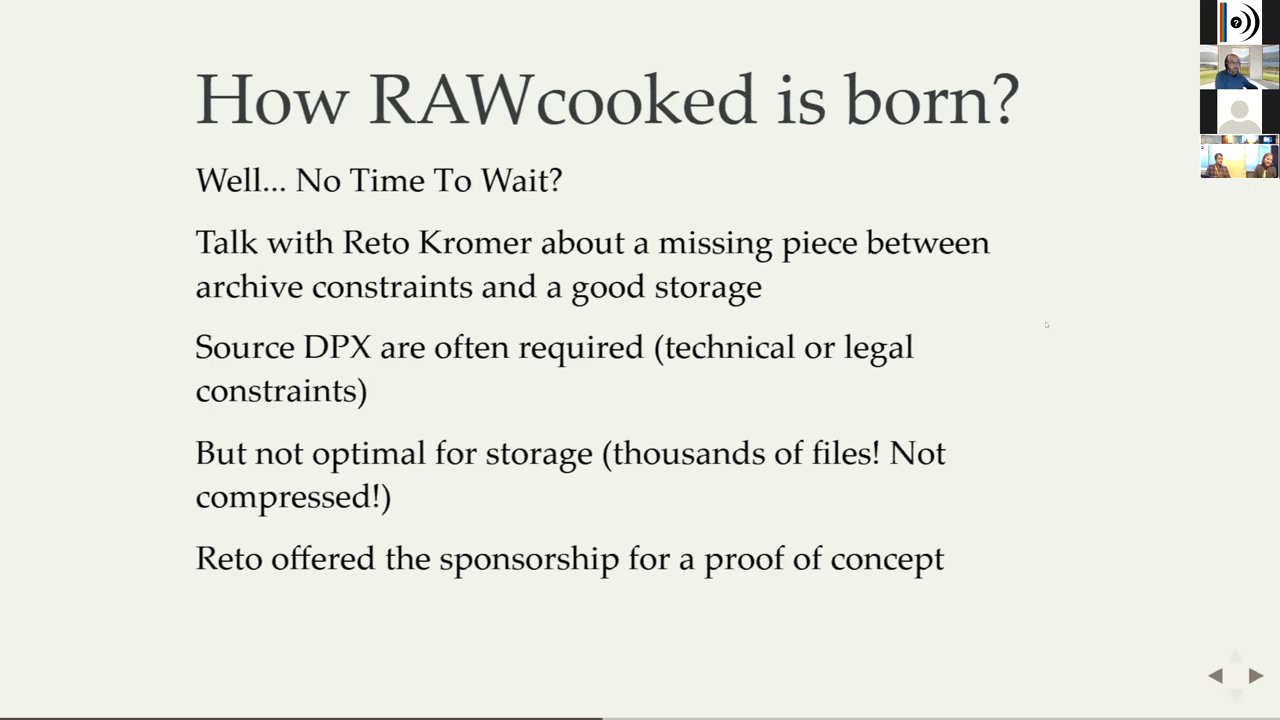 How RAWcooked is born?
Well... No Time To Wait?
Talk with Reto Kromer about a missing piece between
archive constraints and a good storage
Source DPX are often required (technical or legal
constraints)
But not optimal for storage (thousands of files! Not
compressed!)
Reto offered the sponsorship for a proof of concept